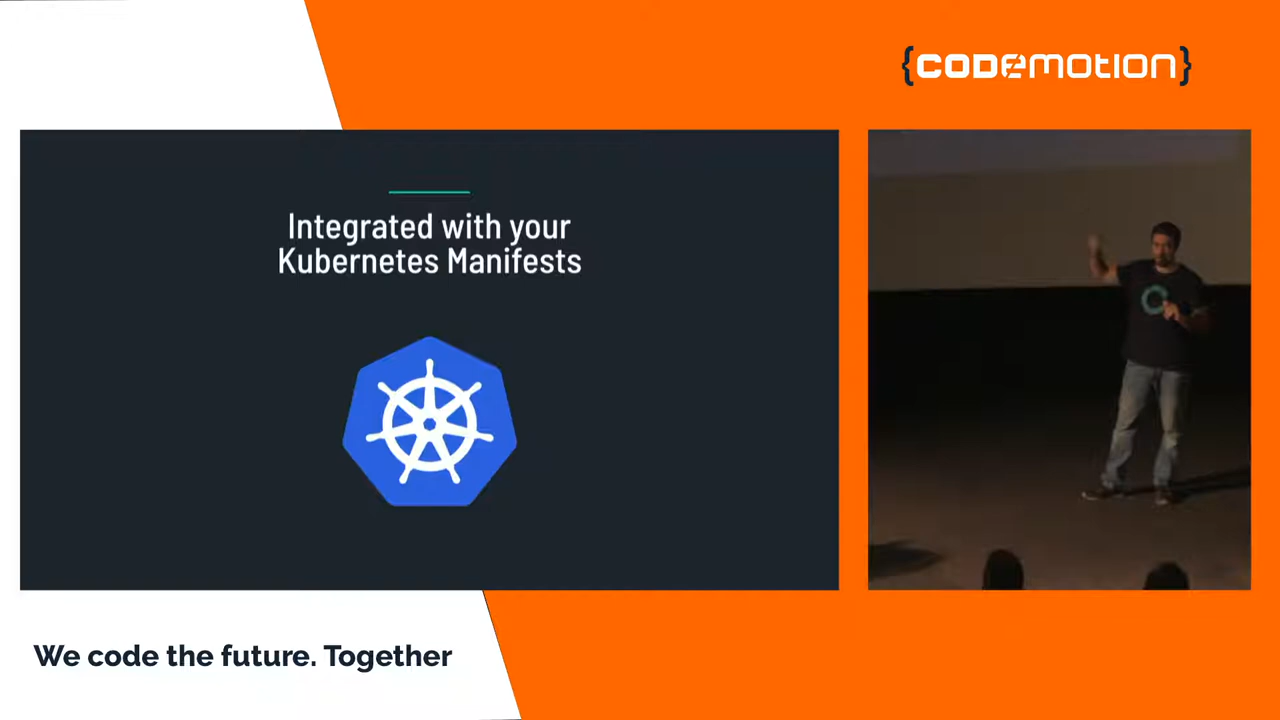 {CODEMOTION}
Integrated with your
Kubernetes Manifests
We code the future. Together